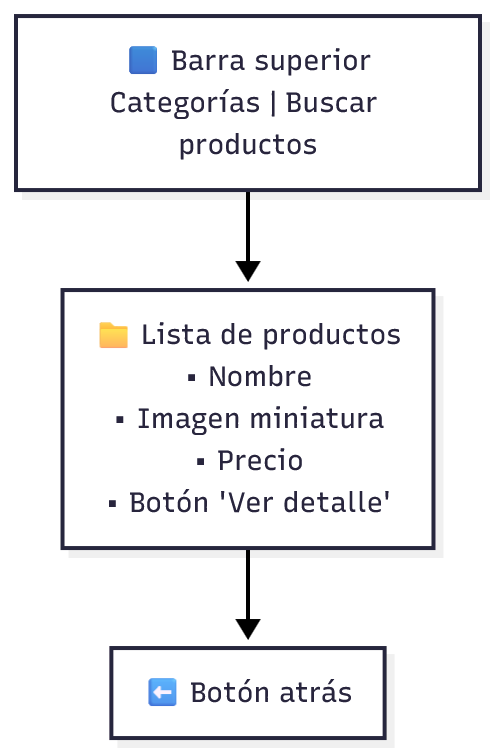 🟦 Barra superior
Categorías | Buscar
productos
📁 Lista de productos
▪ Nombre
▪ Imagen miniatura
▪ Precio
▪ Botón 'Ver detalle'
⬅️ Botón atrás